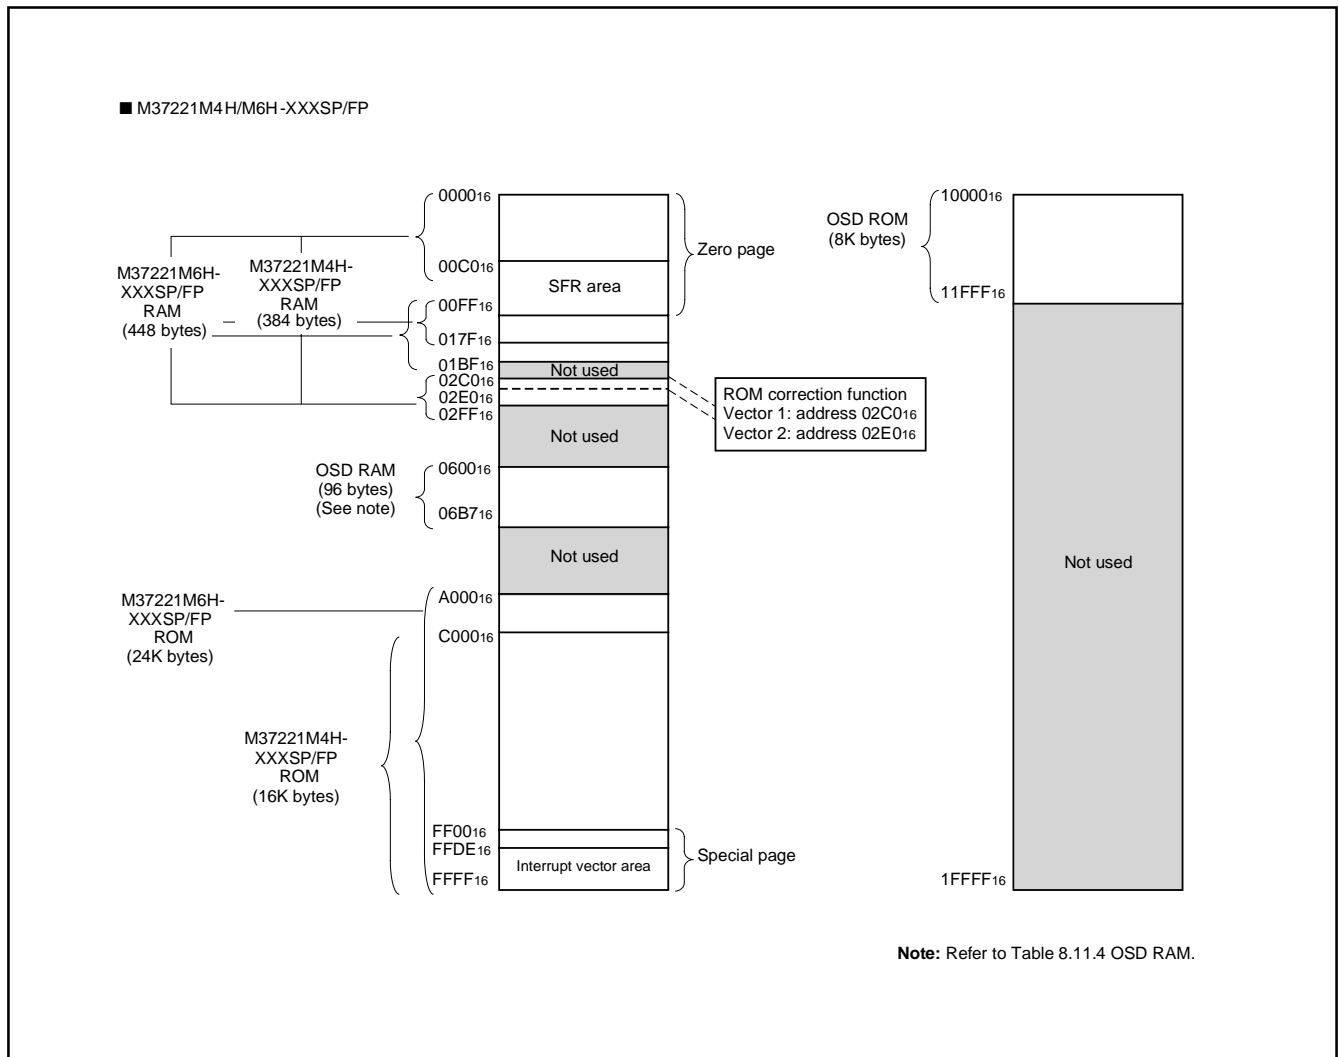 ■ M37221M4H/M6H-XXXSP/FP
M37221M6H-
XXXSP/FP
RAM
(448 bytes)
M37221M4H-
XXXSP/FP
RAM
(384 bytes)
000016
00C016
00FF16
017F16
01BF16
02C016
02E016
02FF16
SFR area
Zero page
Not used
ROM correction function
Vector 1: address 02C016
Vector 2: address 02E016
Not used
OSD RAM
(96 bytes)
(See note)
060016
06B716
Not used
M37221M6H-
XXXSP/FP
ROM
(24K bytes)
A00016
C00016
M37221M4H-
XXXSP/FP
ROM
(16K bytes)
FF0016
FFDE16
FFFF16
Interrupt vector area
Special page
OSD ROM
(8K bytes)
1000016
11FFF16
Not used
1FFFF16
Note: Refer to Table 8.11.4 OSD RAM.